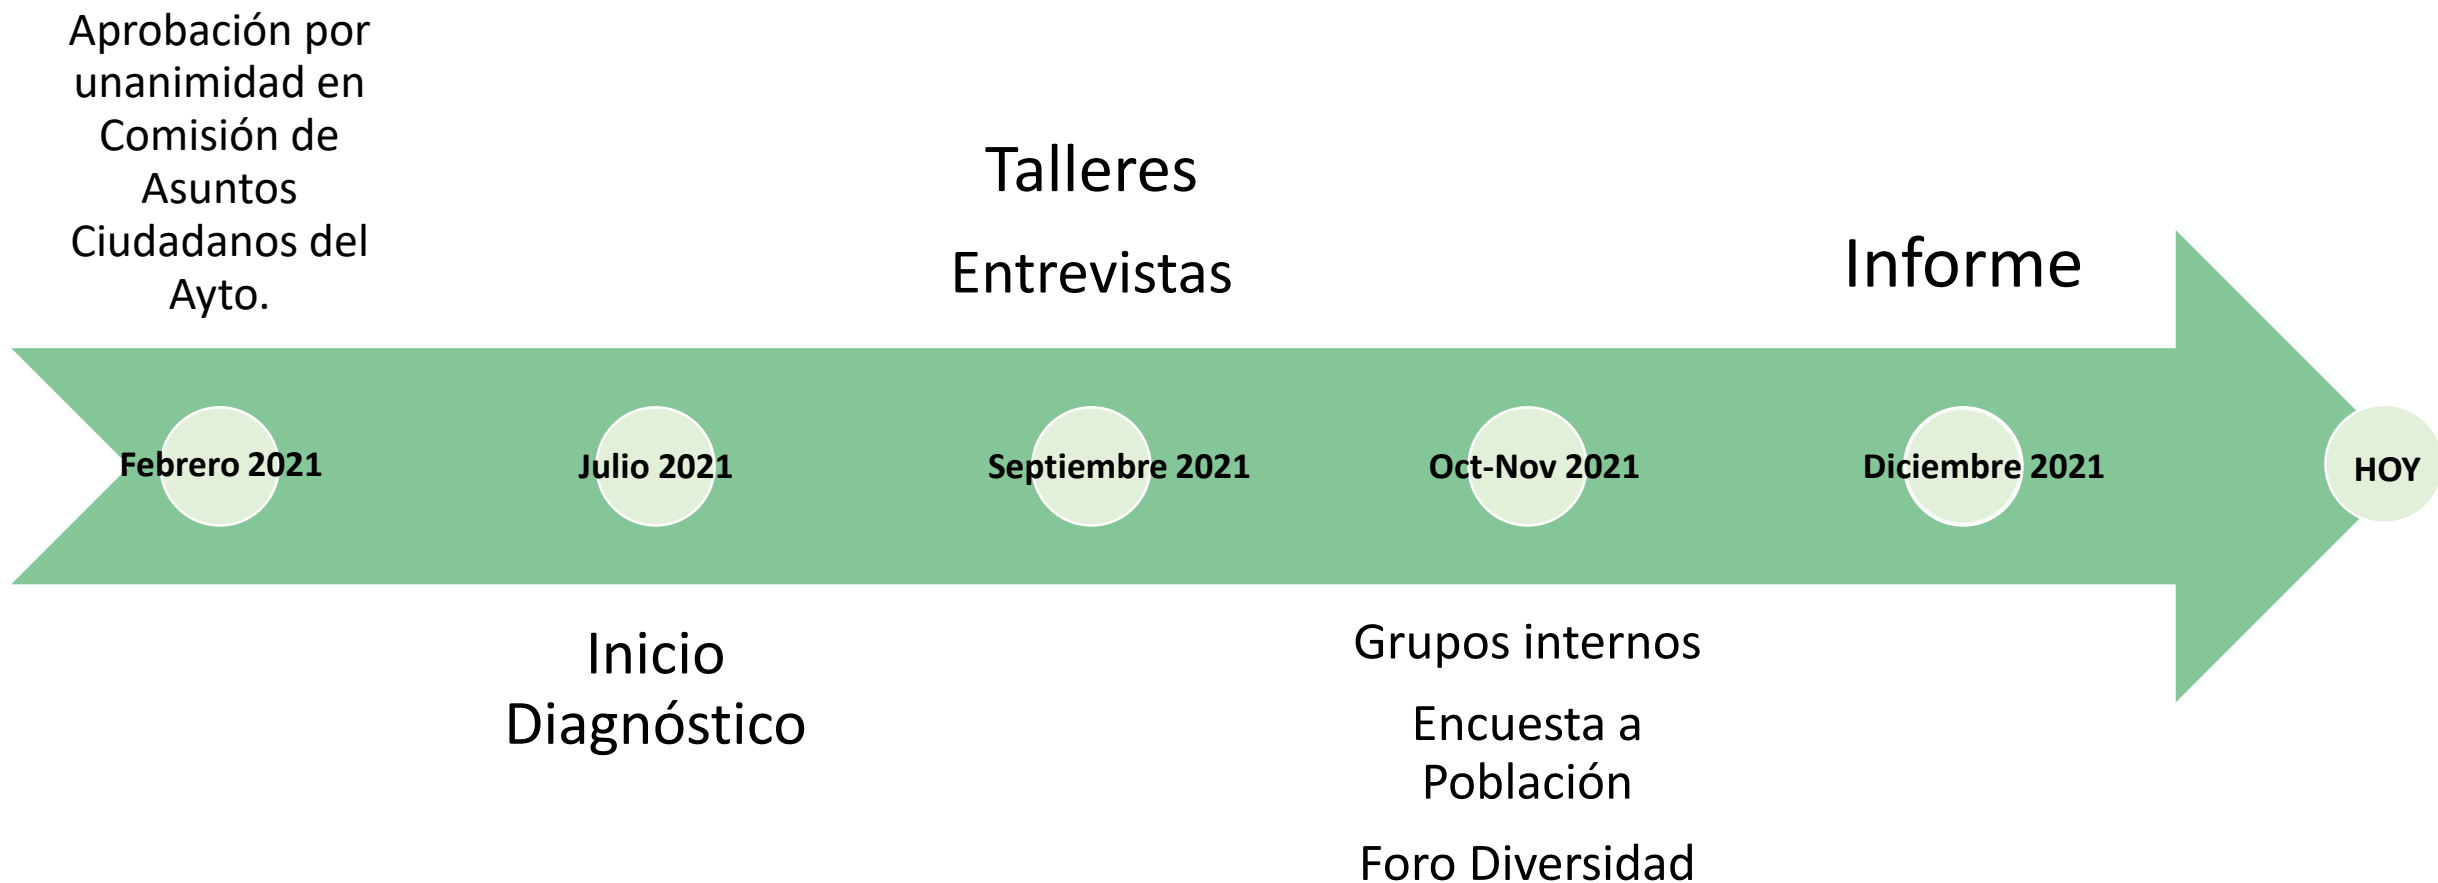 Aprobación por
unanimidad en
Comisión de
Asuntos
Ciudadanos del
Ayto.
Febrero 2021
Julio 2021
Inicio
Diagnóstico
Talleres
Entrevistas
Septiembre 2021
Oct-Nov 2021
Grupos internos
Encuesta a
Población
Foro Diversidad
Informe
Diciembre 2021
HOY